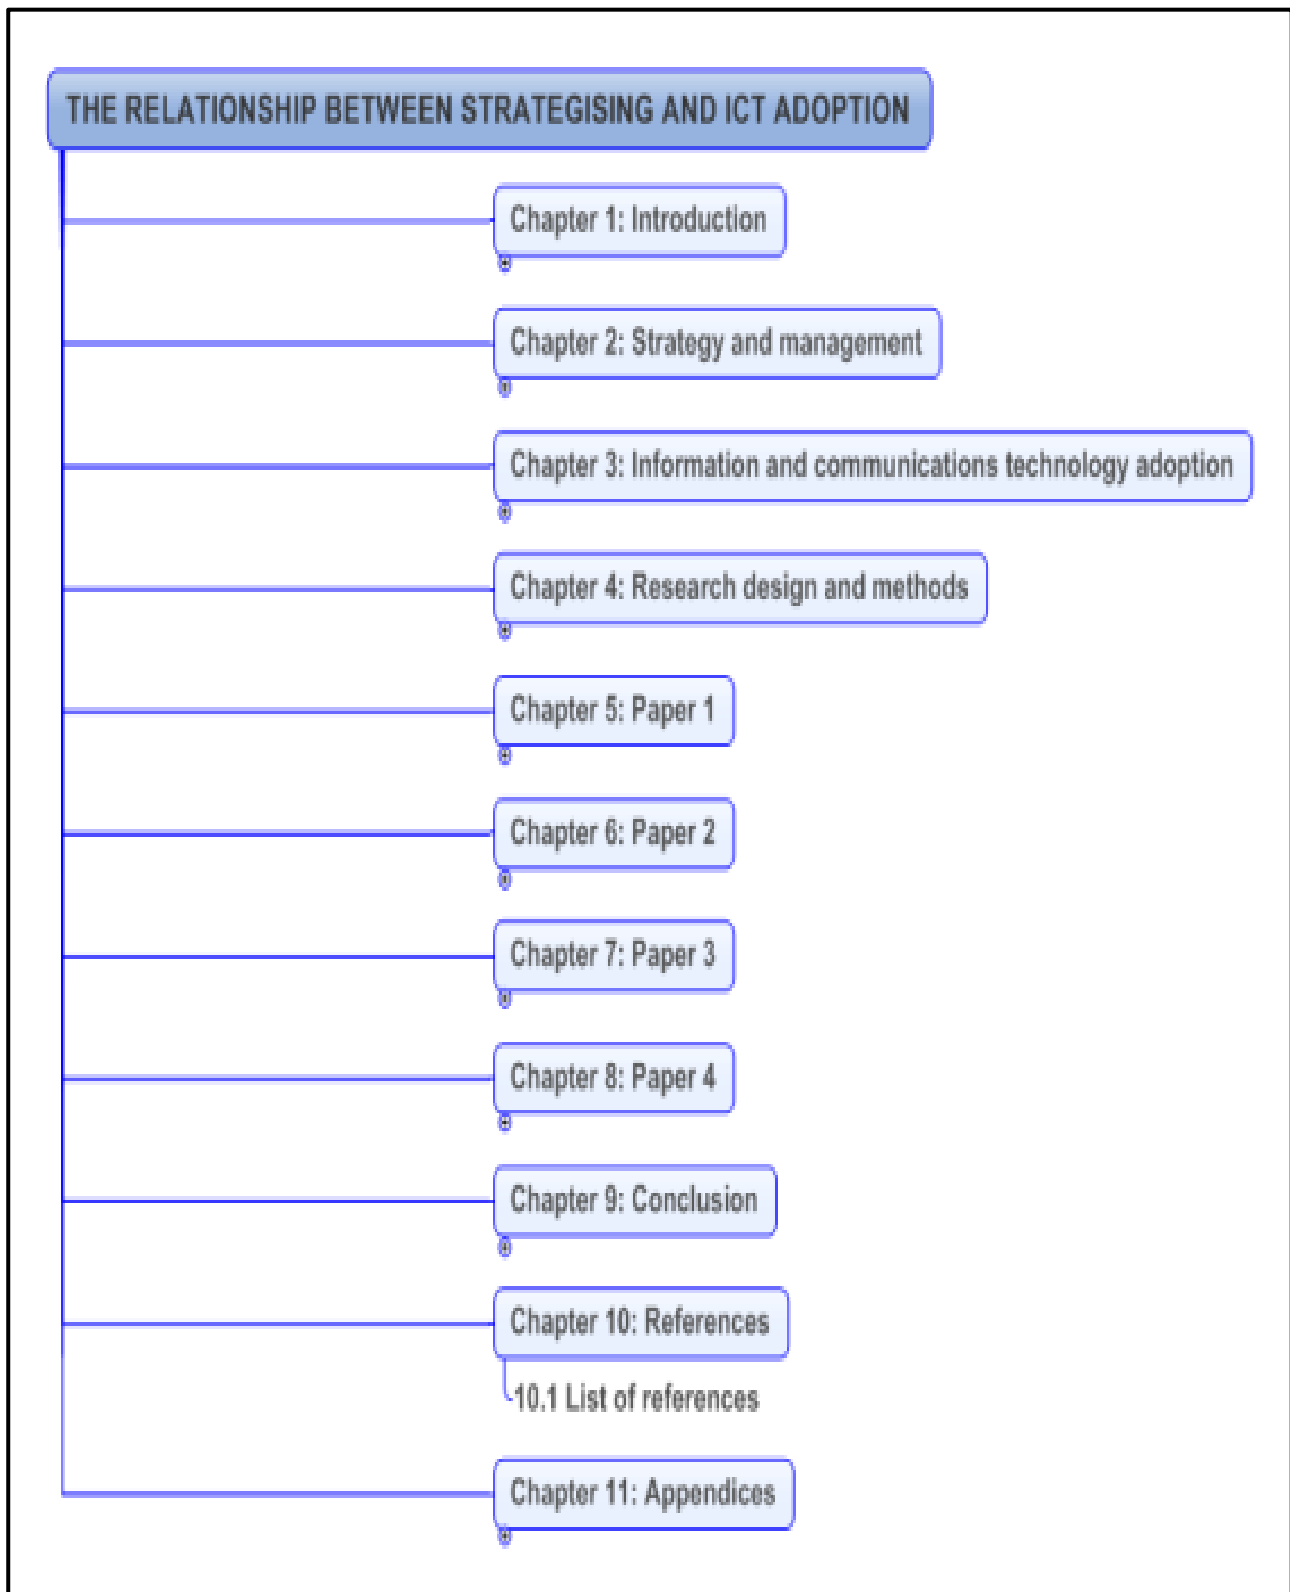 THE RELATIONSHIP BETWEEN STRATEGISING AND ICT ADOPTION
Chapter 1: Introduction
Chapter 2: Strategy and management
Chapter 3: Information and communications technology adoption
Chapter 4: Research design and methods
Chapter 5: Paper 1
Chapter 6: Paper 2
Chapter 7: Paper 3
Chapter 8: Paper 4
Chapter 9: Conclusion
Chapter 10: References
10.1 List of references
Chapter 11: Appendices